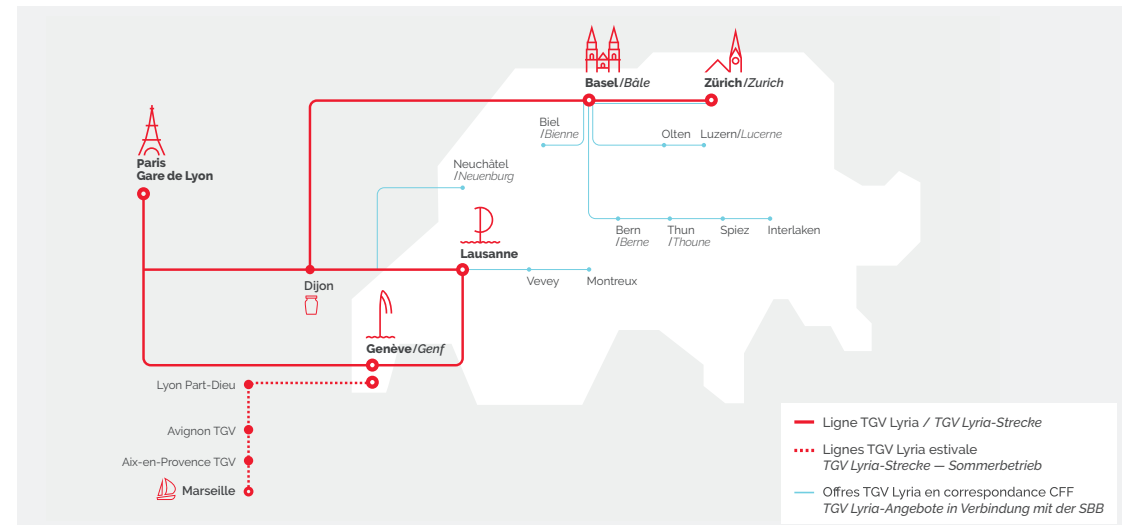 Basel/Bâle
Zürich/Zurich
Biel
/Bienne
Olten
Luzern/Lucerne
Paris
Gare de Lyon
Neuchâtel
/Neuenburg
Bern
/Berne
Thun
/Thoune
Spiez
Interlaken
Lausanne
Dijon
Vevey
Montreux
Genève/Genf
Lyon Part-Dieu
Avignon TGV
Aix-en-Provence TGV
Marseille
Ligne TGV Lyria / TGV Lyria-Strecke
Lignes TGV Lyria estivale
TGV Lyria-Strecke — Sommerbetrieb
Offres TGV Lyria en correspondance CFF
TGV Lyria-Angebote in Verbindung mit der SBB